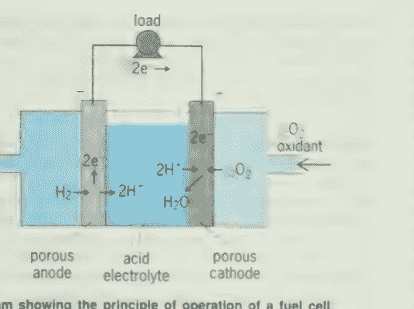 load
2e →
O₂
oxidant
2e⁻
2e
2H⁺ →
← O₂
H₂ →
→ 2H⁺
H₂O
porous
anode
acid
electrolyte
porous
cathode
am showing the principle of operation of a fuel cell